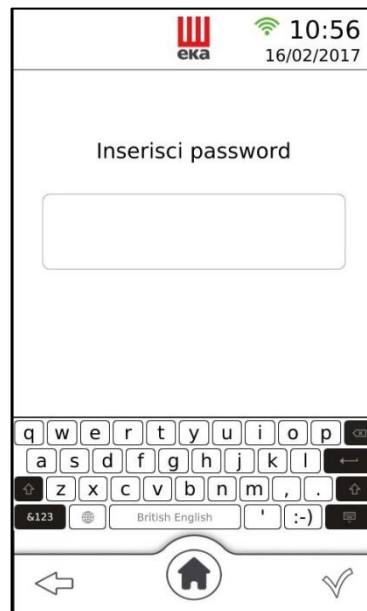 10:56
eka
16/02/2017
Inserisci password
q w e r t y u i o p
a s d f g h j k l
z x c v b n m , .
&123 British English ' :-)